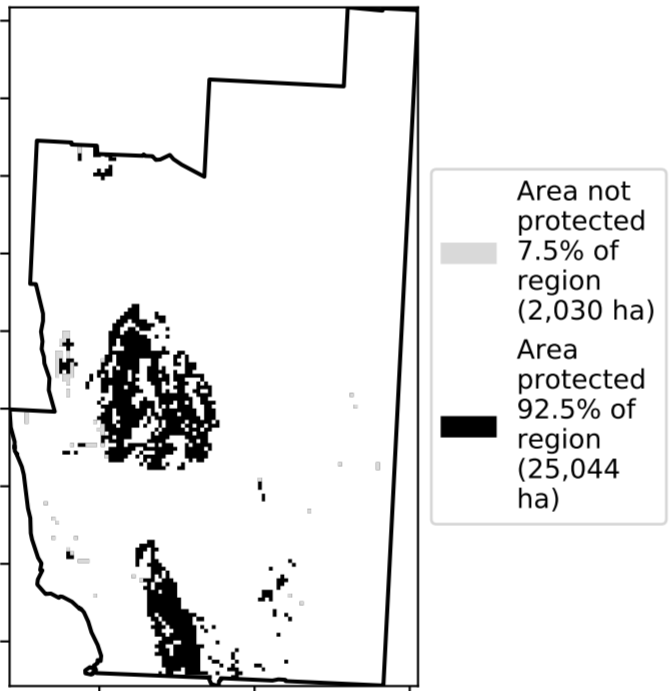 Area not
protected
7.5% of
region
(2,030 ha)
Area
protected
92.5% of
region
(25,044
ha)